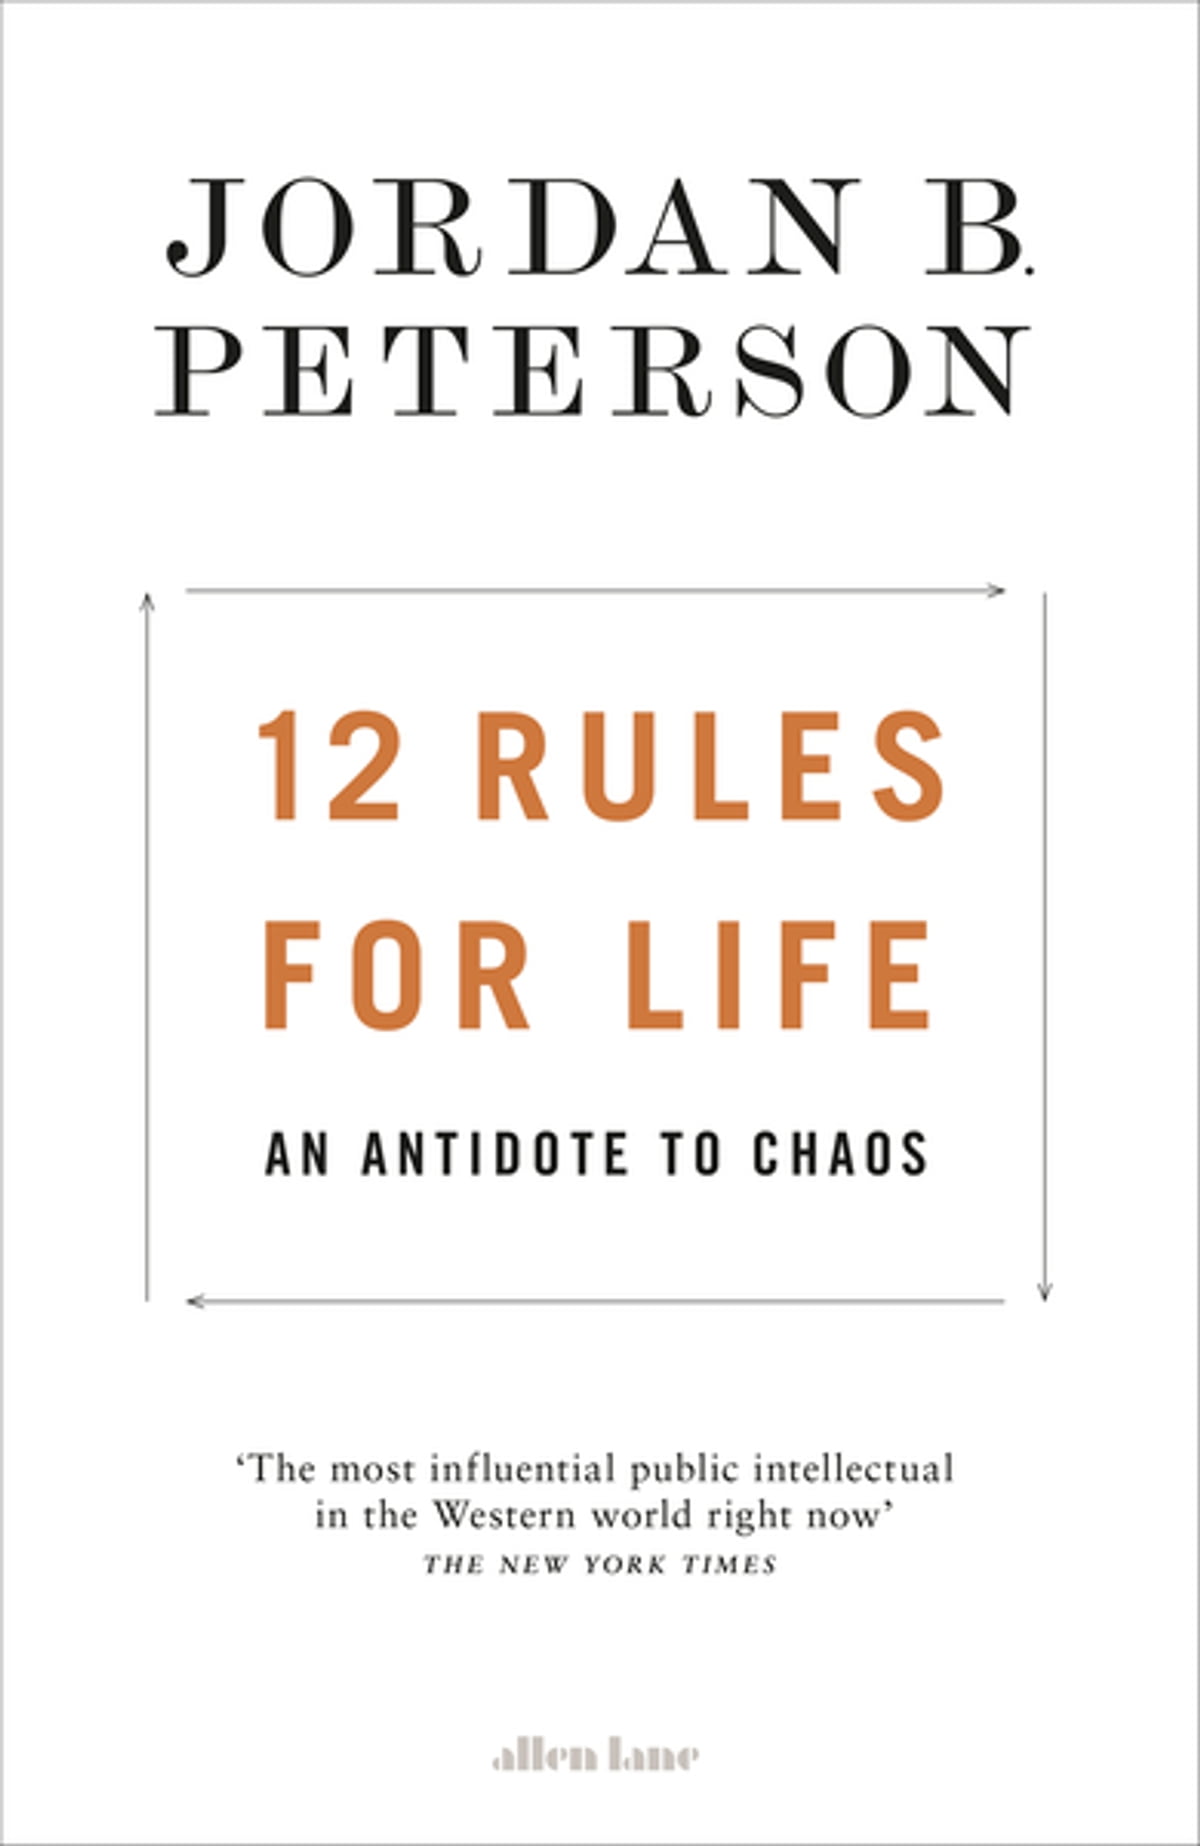 JORDAN B.
PETERSON
12 RULES
FOR LIFE
AN ANTIDOTE TO CHAOS
‘The most influential public intellectual
in the Western world right now’
THE NEW YORK TIMES
allen lane